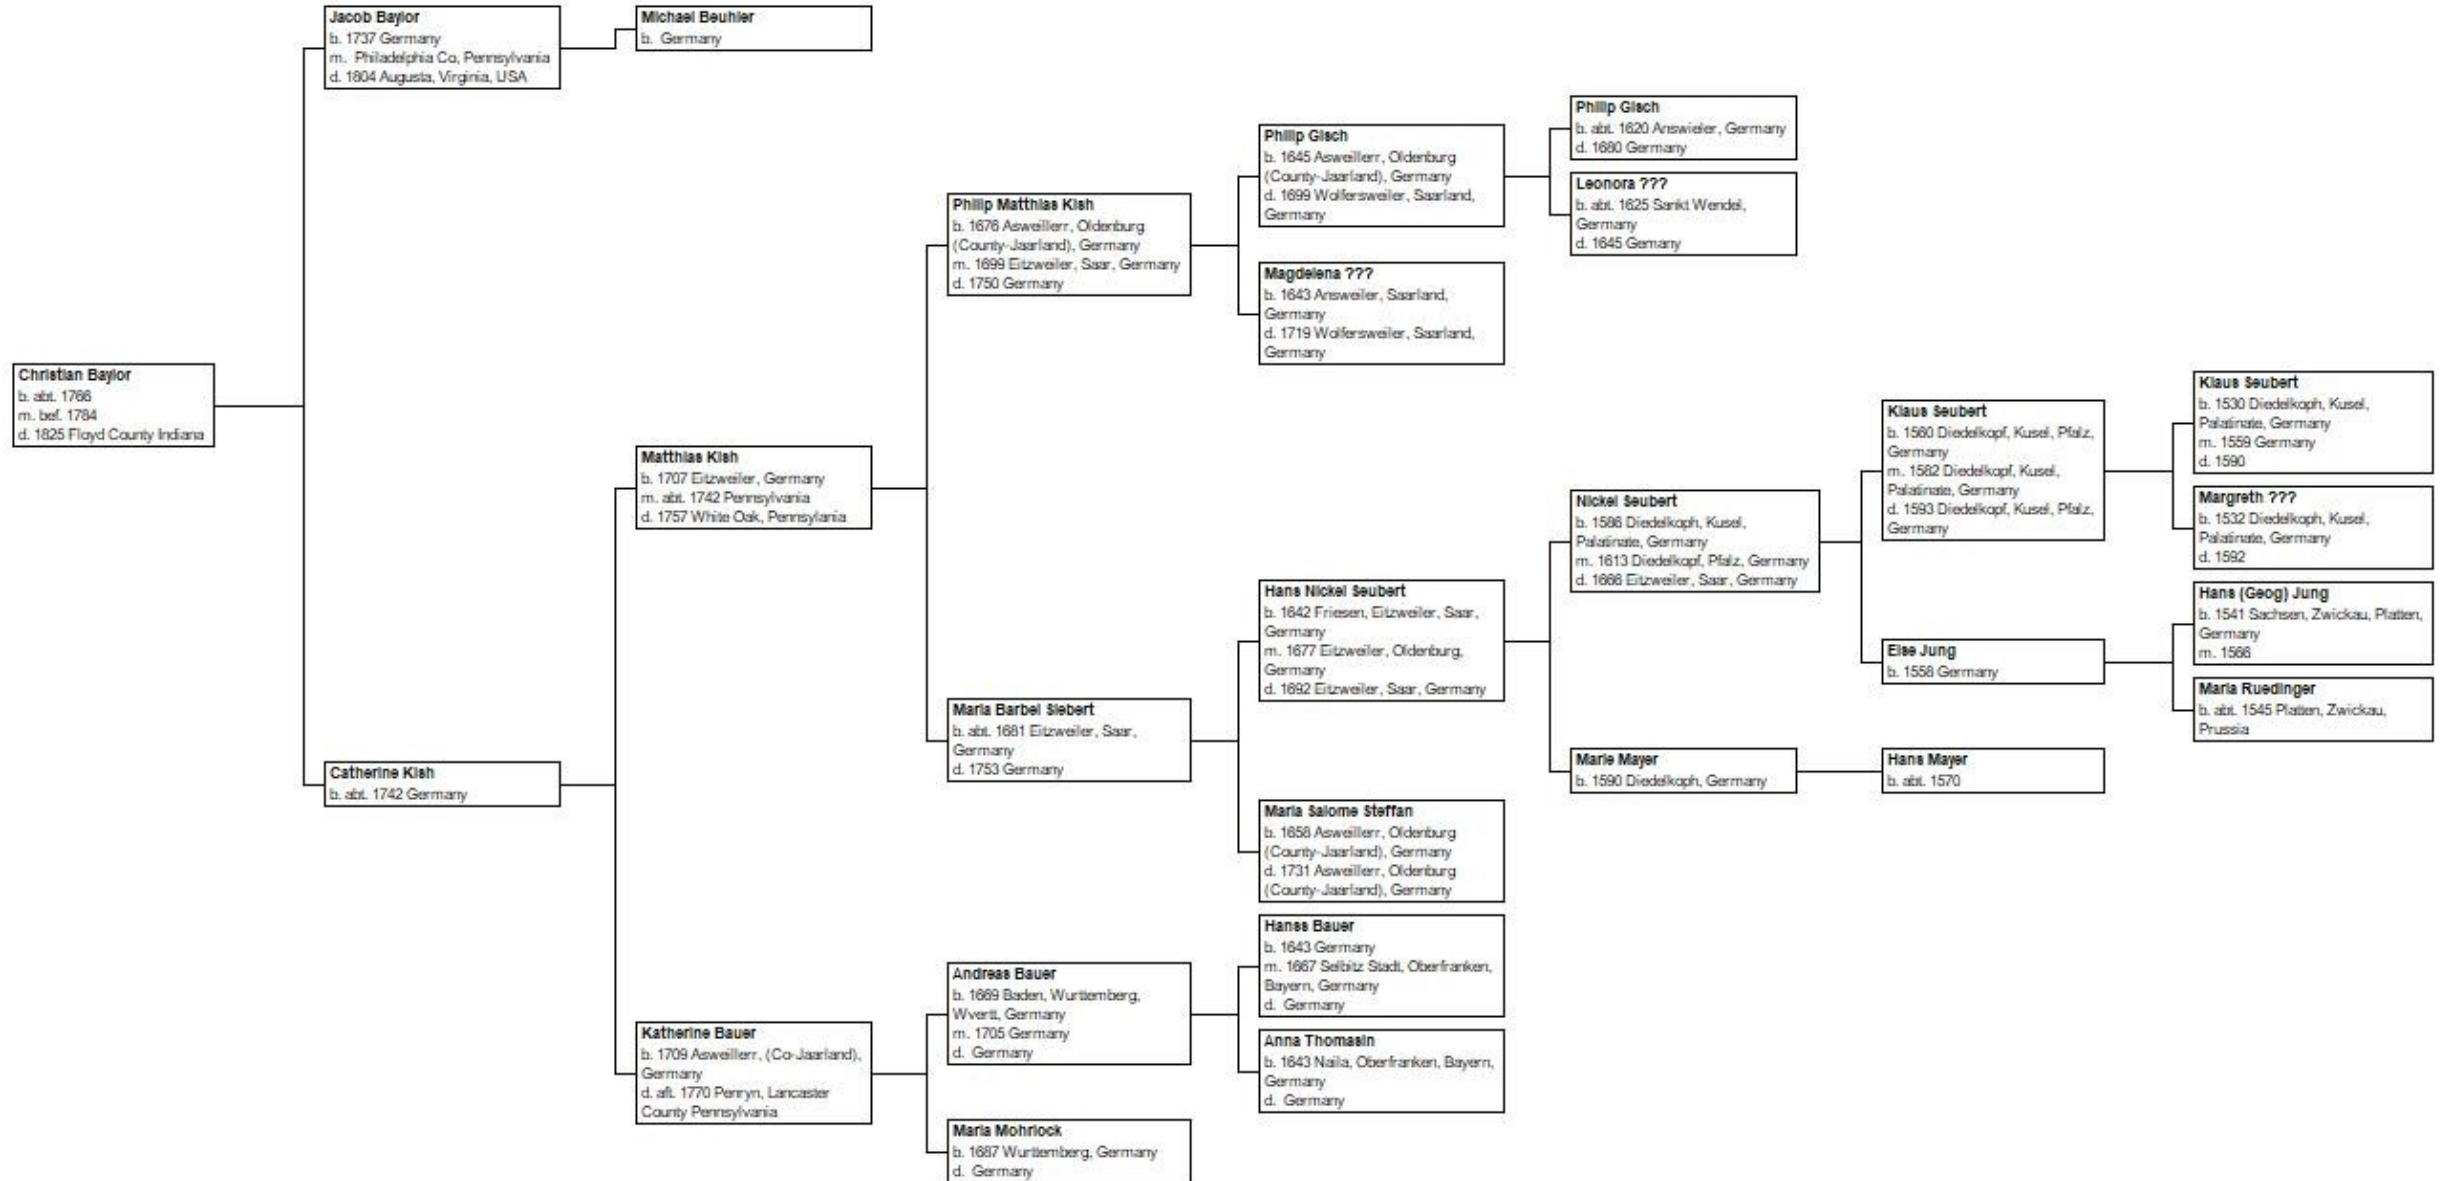 Jacob Baylor
b. 1737 Germany
m. Philadelphia Co, Pennsylvania
d. 1804 Augusta, Virginia, USA
Michael Beuhler
b. Germany
Philip Gisch
b. abt. 1620 Answieler, Germany
d. 1680 Germany
Philip Gisch
b. 1645 Asweillerr, Oldenburg
(County-Jaarland), Germany
d. 1699 Wolfersweiler, Saarland,
Germany
Leonora ???
b. abt. 1625 Sankt Wendel,
Germany
d. 1645 Gemany
Philip Matthias Kish
b. 1676 Asweillerr, Oldenburg
(County-Jaarland), Germany
m. 1699 Eitzweiler, Saar, Germany
d. 1750 Germany
Magdelena ???
b. 1643 Answeiler, Saarland,
Germany
d. 1719 Wolfersweiler, Saarland,
Germany
Christian Baylor
b. abt. 1766
m. bef. 1784
d. 1825 Floyd County Indiana
Klaus Seubert
b. 1530 Diedelkoph, Kusel,
Palatinate, Germany
m. 1559 Germany
d. 1590
Klaus Seubert
b. 1560 Diedelkopf, Kusel, Pfalz,
Germany
m. 1582 Diedelkopf, Kusel,
Palatinate, Germany
d. 1593 Diedelkopf, Kusel, Pfalz,
Germany
Matthias Kish
b. 1707 Eitzweiler, Germany
m. abt. 1742 Pennsylvania
d. 1757 White Oak, Pennsylania
Nickel Seubert
b. 1586 Diedelkoph, Kusel,
Palatinate, Germany
m. 1613 Diedelkopf, Pfalz, Germany
d. 1666 Eitzweiler, Saar, Germany
Margreth ???
b. 1532 Diedelkoph, Kusel,
Palatinate, Germany
d. 1592
Hans Nickel Seubert
b. 1642 Friesen, Eitzweiler, Saar,
Germany
m. 1677 Eitzweiler, Oldenburg,
Germany
d. 1692 Eitzweiler, Saar, Germany
Hans (Geog) Jung
b. 1541 Sachsen, Zwickau, Platten,
Germany
m. 1566
Else Jung
b. 1558 Germany
Maria Ruedinger
b. abt. 1545 Platten, Zwickau,
Prussia
Maria Barbel Siebert
b. abt. 1681 Eitzweiler, Saar,
Germany
d. 1753 Germany
Marie Mayer
b. 1590 Diedelkoph, Germany
Hans Mayer
b. abt. 1570
Catherine Kish
b. abt. 1742 Germany
Maria Salome Steffan
b. 1658 Asweillerr, Oldenburg
(County-Jaarland), Germany
d. 1731 Asweillerr, Oldenburg
(County-Jaarland), Germany
Hanss Bauer
b. 1643 Germany
m. 1667 Selbitz Stadt, Oberfranken,
Bayern, Germany
d. Germany
Andreas Bauer
b. 1669 Baden, Wurttemberg,
Wvertt, Germany
m. 1705 Germany
d. Germany
Katherine Bauer
b. 1709 Asweillerr, (Co-Jaarland),
Germany
d. aft. 1770 Penryn, Lancaster
County Pennsylvania
Anna Thomasin
b. 1643 Naila, Oberfranken, Bayern,
Germany
d. Germany
Maria Mohrlock
b. 1687 Wurttemberg, Germany
d. Germany